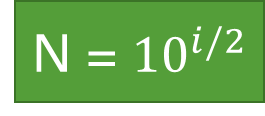 N = 10^{i/2}